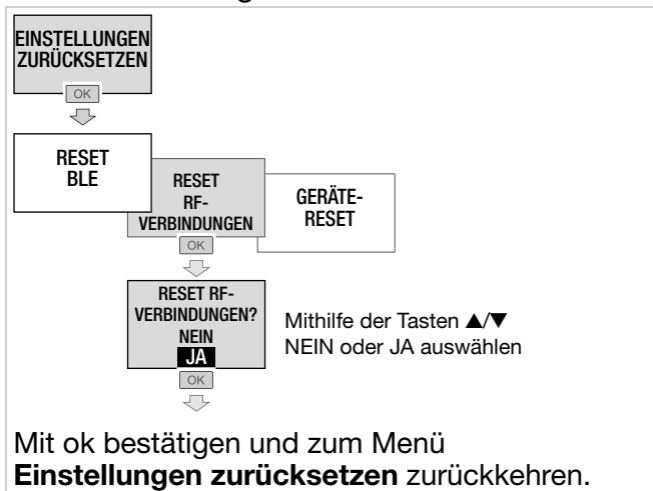 EINSTELLUNGEN
ZURÜCKSETZEN
OK
RESET
BLE
RESET
RF-
VERBINDUNGEN
OK
GERÄTE-
RESET
RESET RF-
VERBINDUNGEN?
NEIN
JA
OK
Mithilfe der Tasten ▲/▼
NEIN oder JA auswählen
Mit ok bestätigen und zum Menü
Einstellungen zurücksetzen zurückkehren.